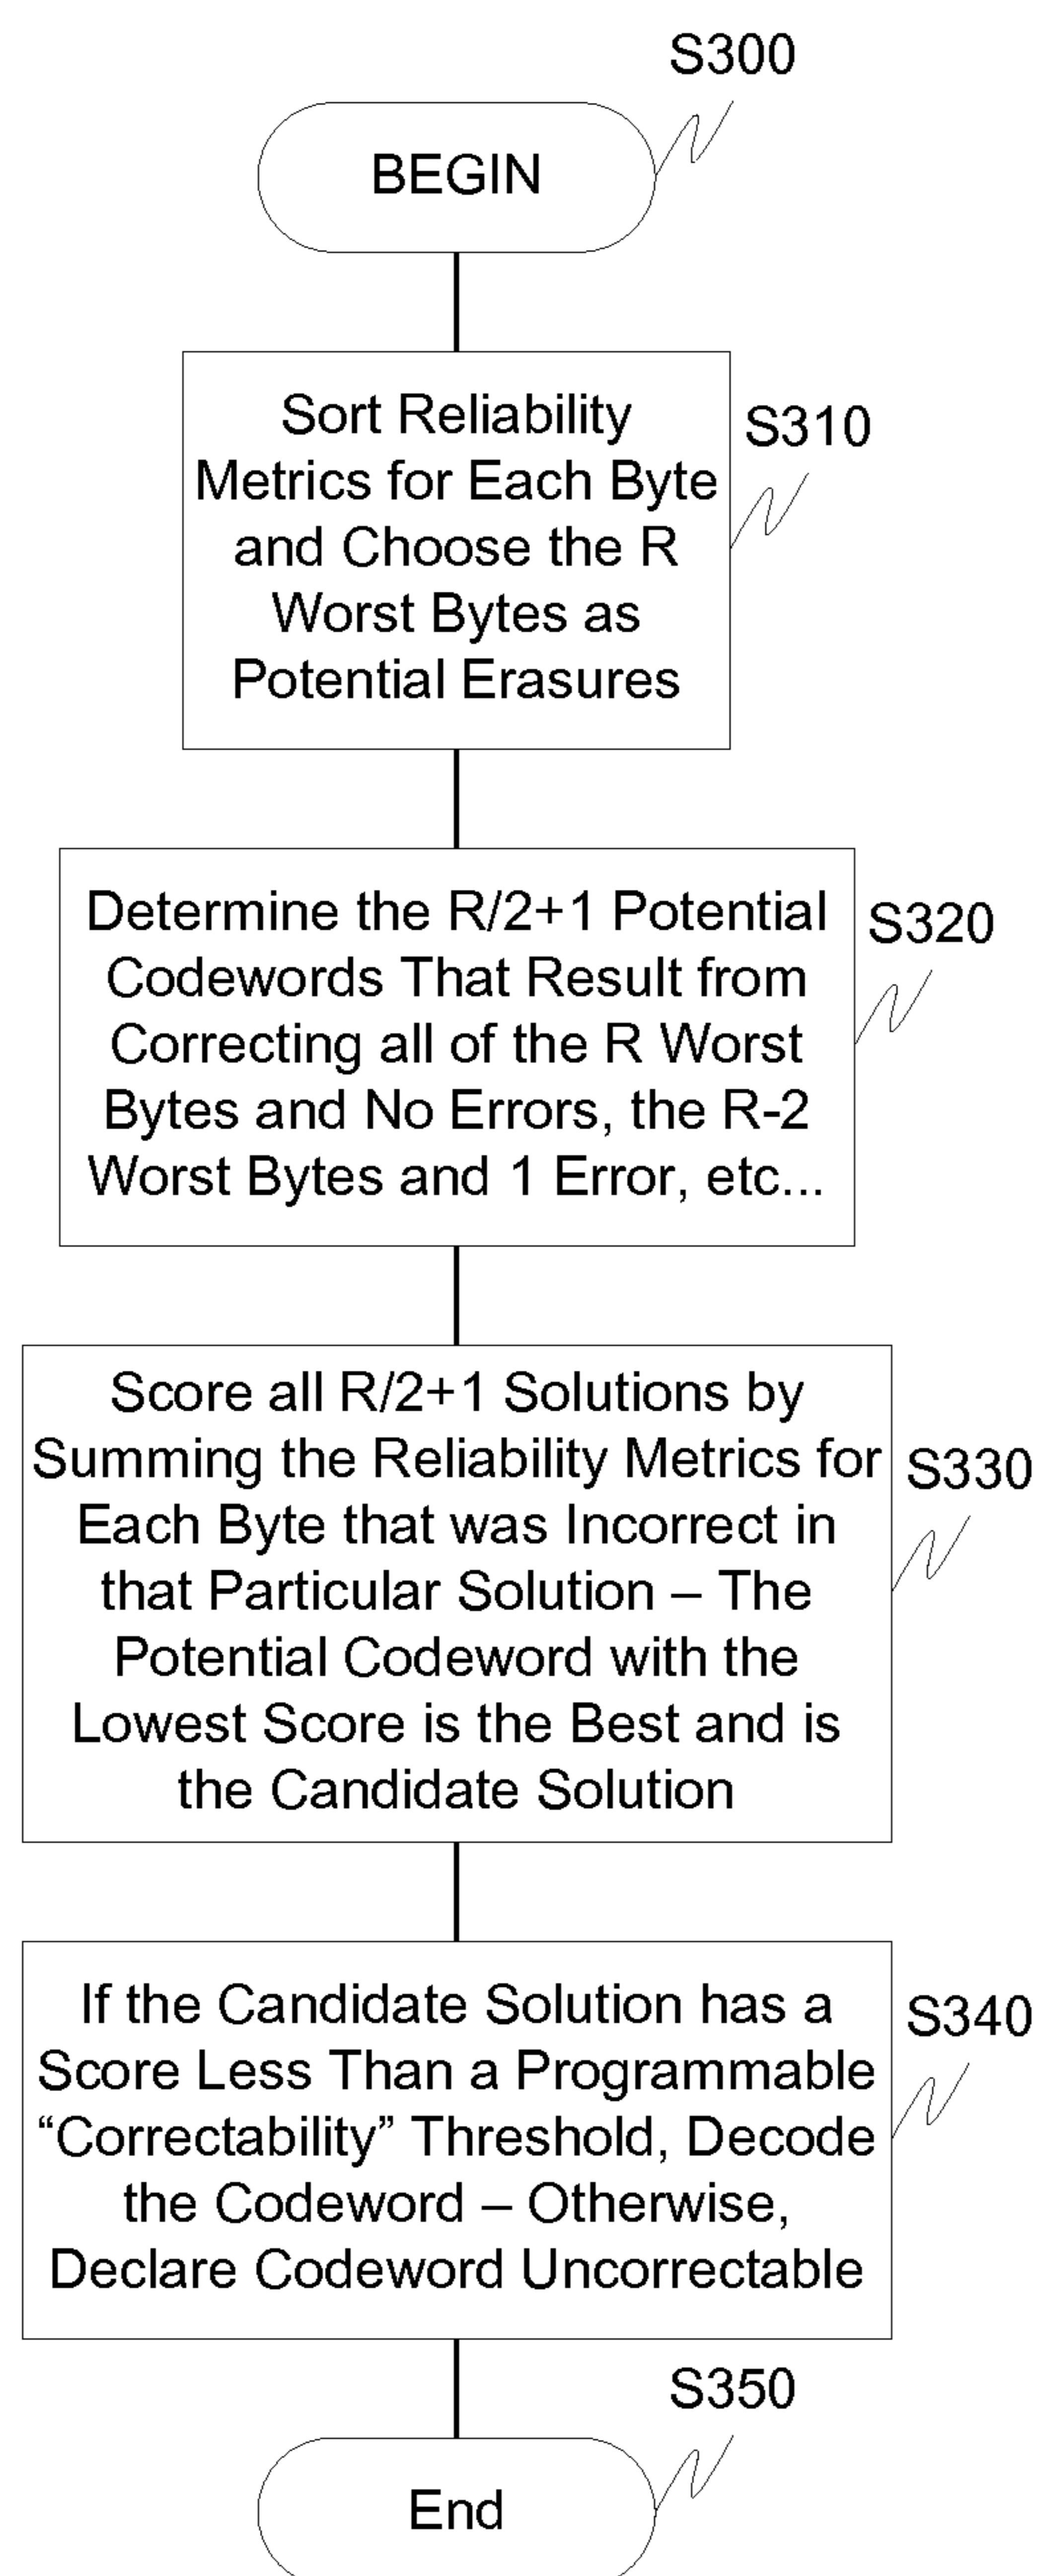 S300
BEGIN
S310
Sort Reliability
Metrics for Each Byte
and Choose the R
Worst Bytes as
Potential Erasures
S320
Determine the R/2+1 Potential
Codewords That Result from
Correcting all of the R Worst
Bytes and No Errors, the R-2
Worst Bytes and 1 Error, etc...
S330
Score all R/2+1 Solutions by
Summing the Reliability Metrics for
Each Byte that was Incorrect in
that Particular Solution – The
Potential Codeword with the
Lowest Score is the Best and is
the Candidate Solution
S340
If the Candidate Solution has a
Score Less Than a Programmable
“Correctability” Threshold, Decode
the Codeword – Otherwise,
Declare Codeword Uncorrectable
S350
End